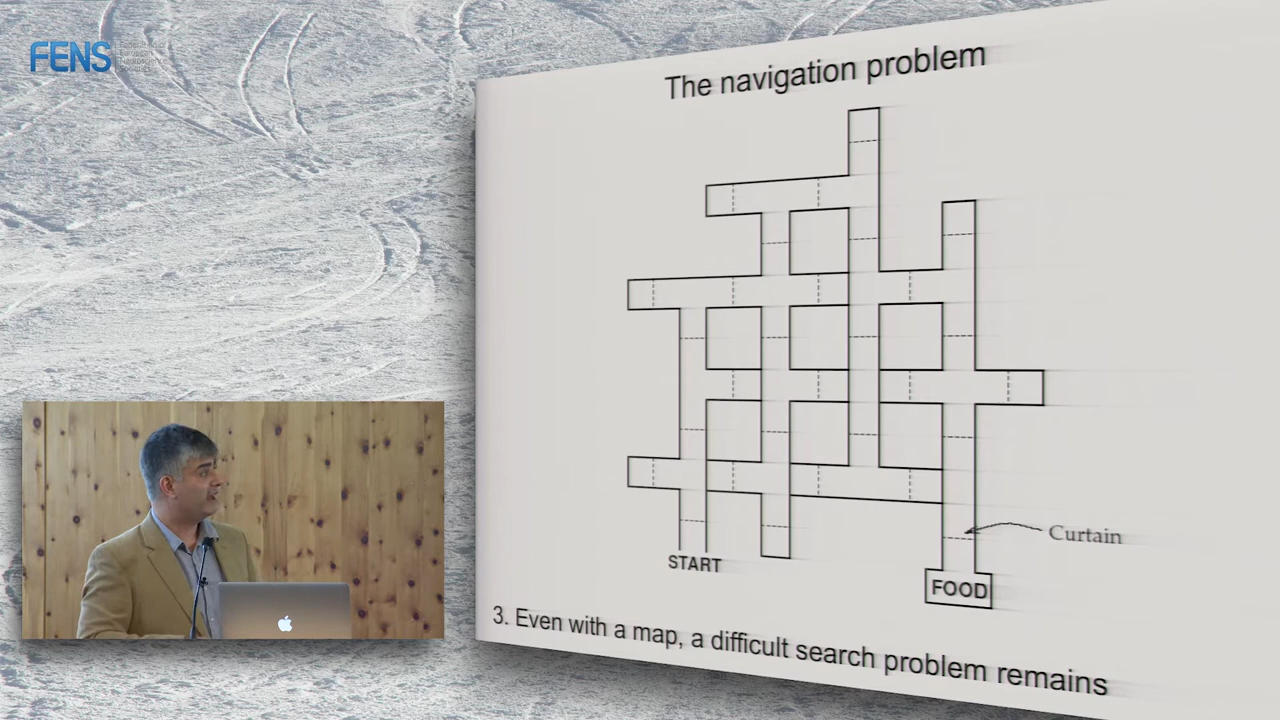 FENS
The navigation problem
START
Curtain
FOOD
3. Even with a map, a difficult search problem remains